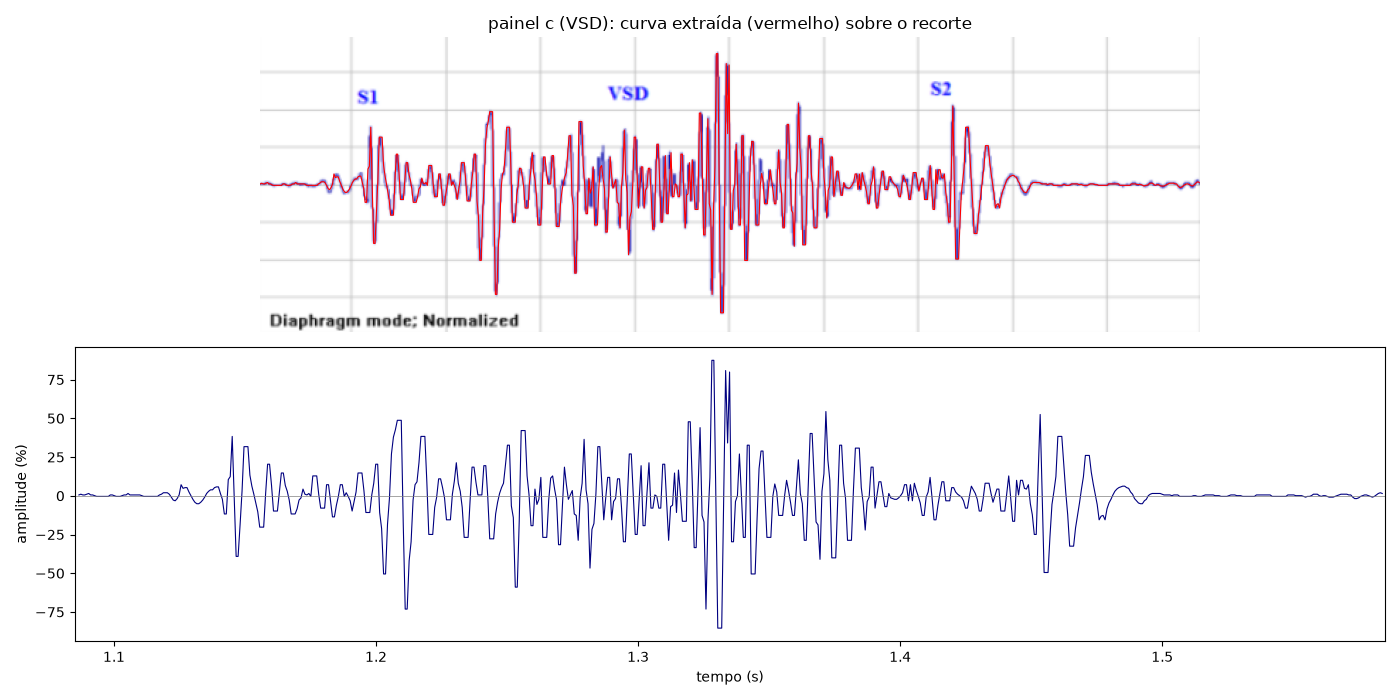 painel c (VSD): curva extraída (vermelho) sobre o recorte
S1
VSD
S2
Diaphragm mode; Normalized
75
50
25
0
−25
−50
−75
amplitude (%)
1.1
1.2
1.3
1.4
1.5
tempo (s)